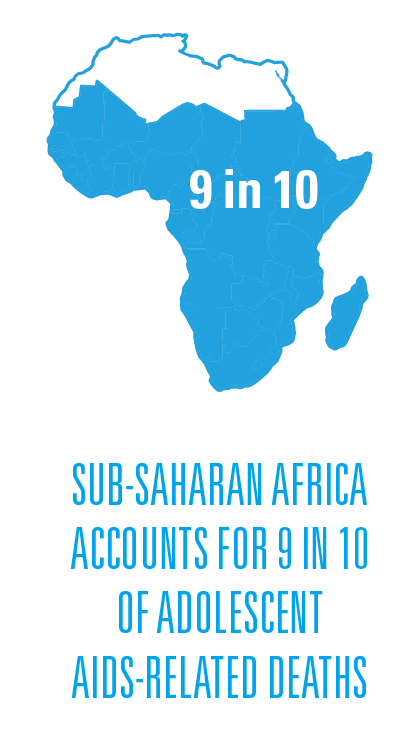 9 in 10
SUB-SAHARAN AFRICA
ACCOUNTS FOR 9 IN 10
OF ADOLESCENT
AIDS-RELATED DEATHS